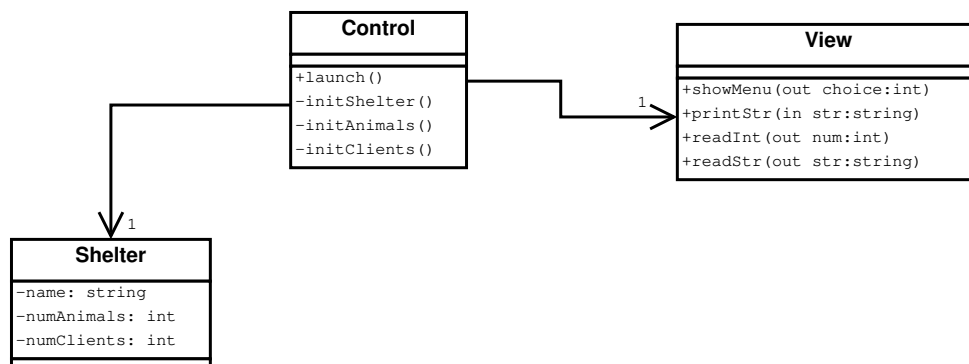 Control
+launch()
-initShelter()
-initAnimals()
-initClients()
View
+showMenu(out choice:int)
+printStr(in str:string)
+readInt(out num:int)
+readStr(out str:string)
1
1
Shelter
-name: string
-numAnimals: int
-numClients: int